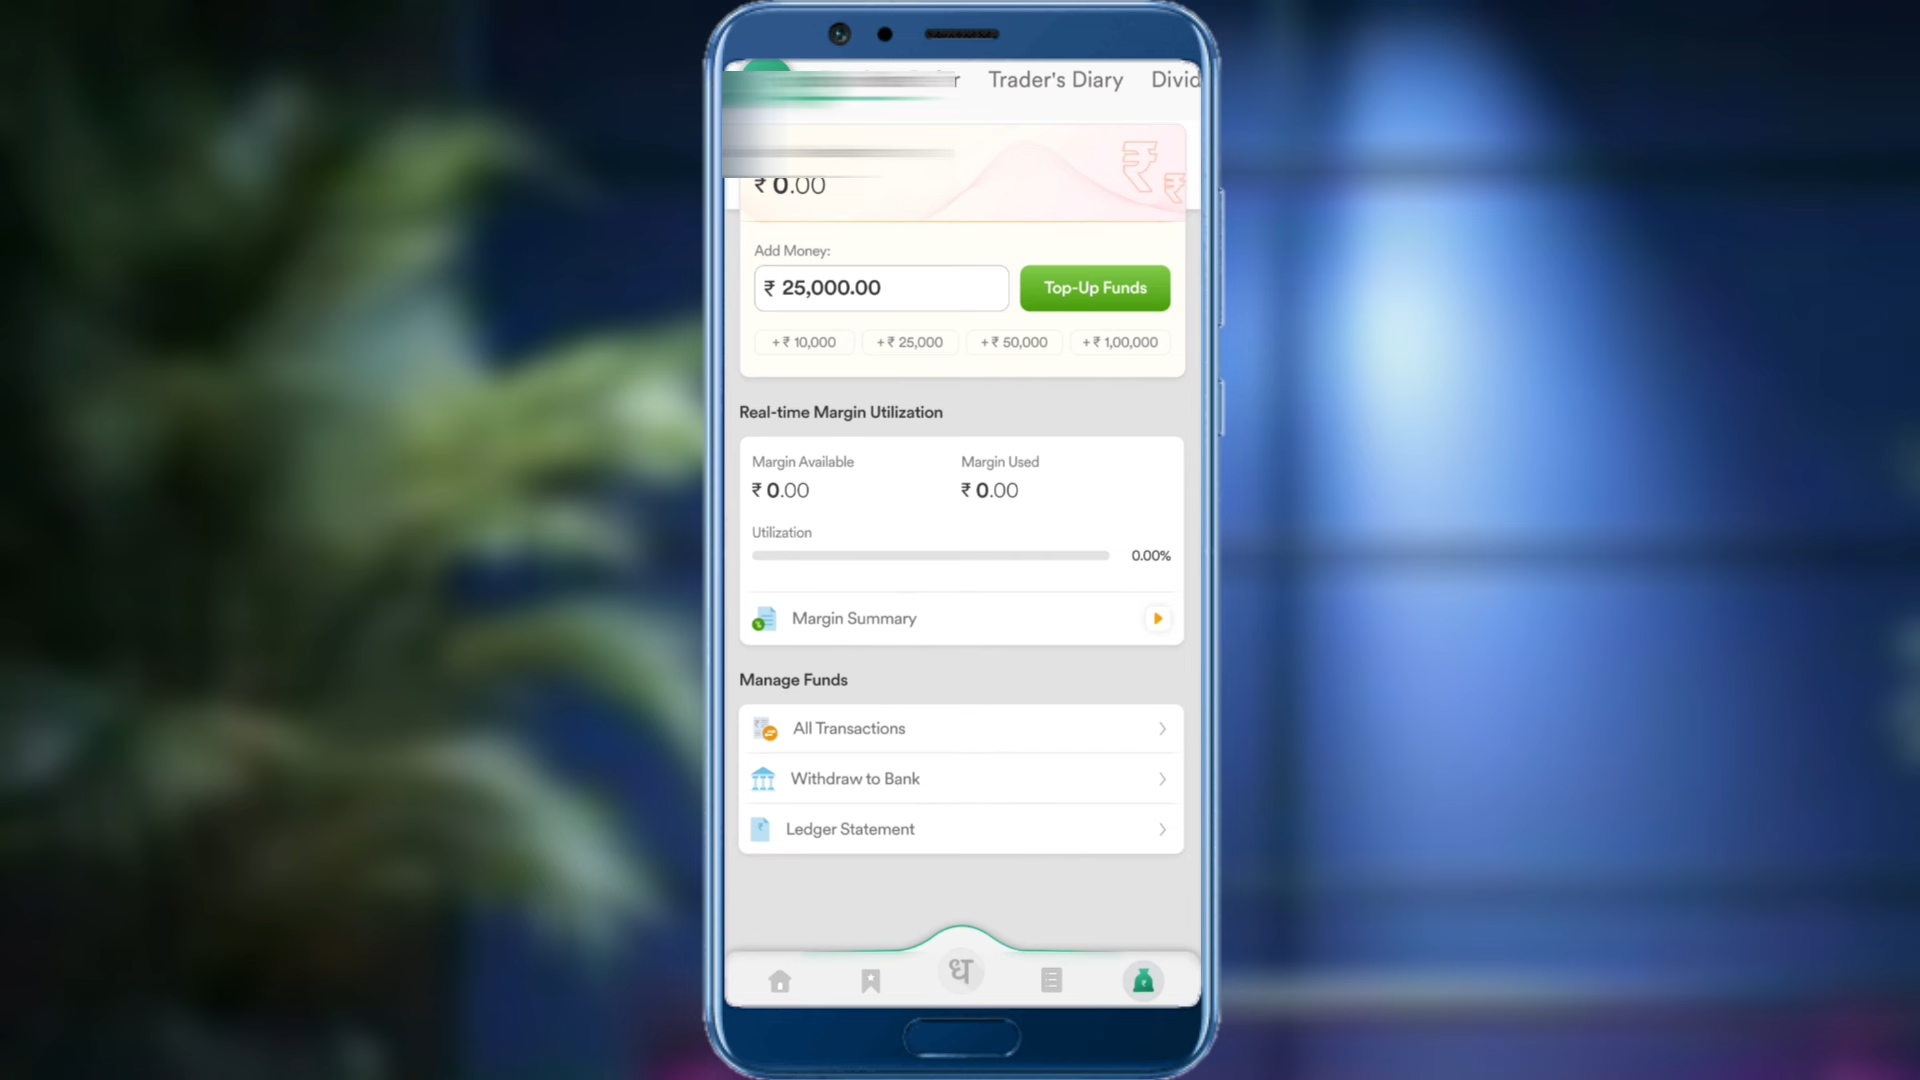 Trader's Diary Divid
₹ 0.00
Add Money:
₹ 25,000.00 Top-Up Funds
+ ₹ 10,000 + ₹ 25,000 + ₹ 50,000 + ₹ 1,00,000
Real-time Margin Utilization
Margin Available Margin Used
₹ 0.00 ₹ 0.00
Utilization
0.00%
Margin Summary
Manage Funds
All Transactions
Withdraw to Bank
Ledger Statement
ध